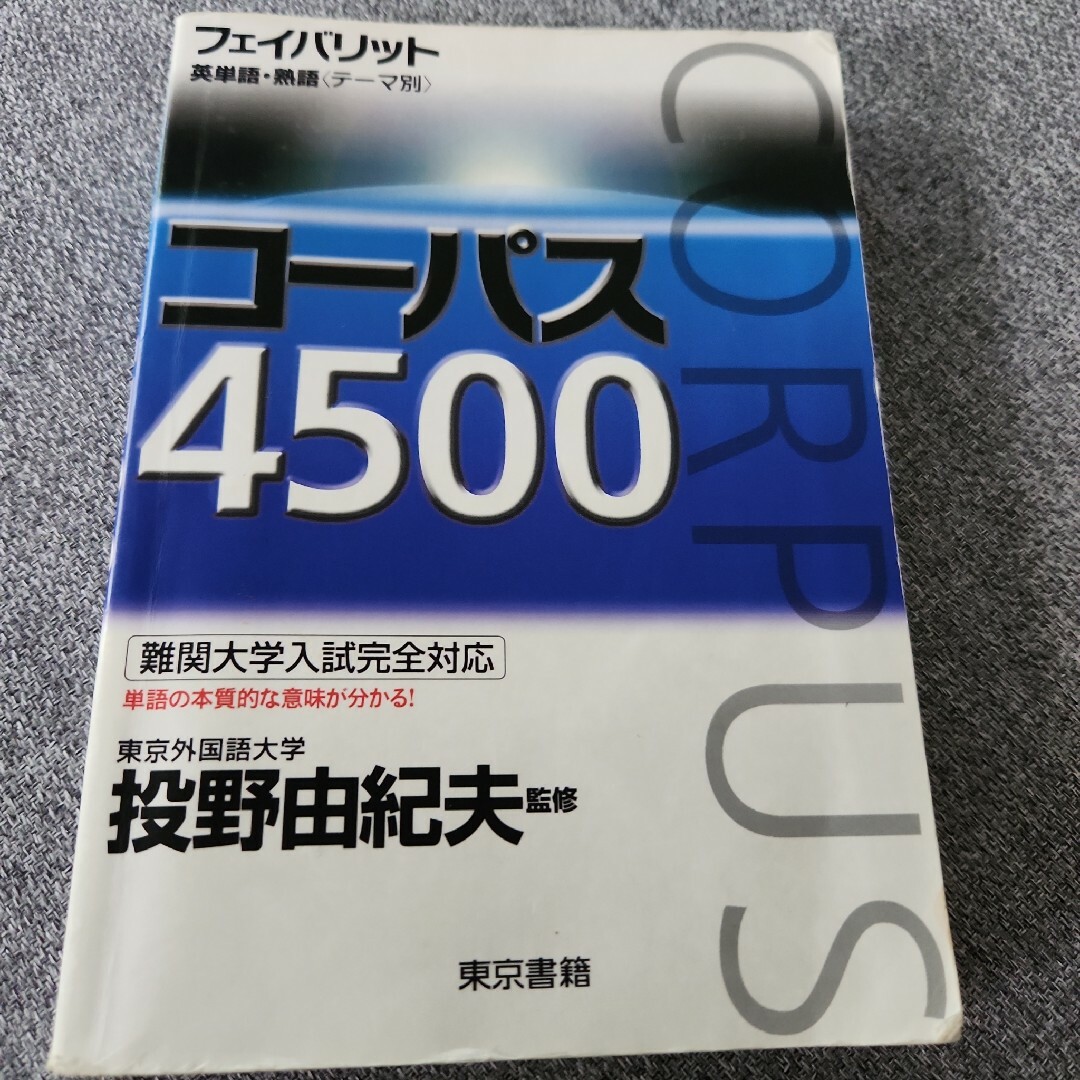 フェイバリット
英単語・熟語〈テーマ別〉
コーパス
4500
CORPUS
難関大学入試完全対応
単語の本質的な意味が分かる!
東京外国語大学
投野由紀夫監修
東京書籍